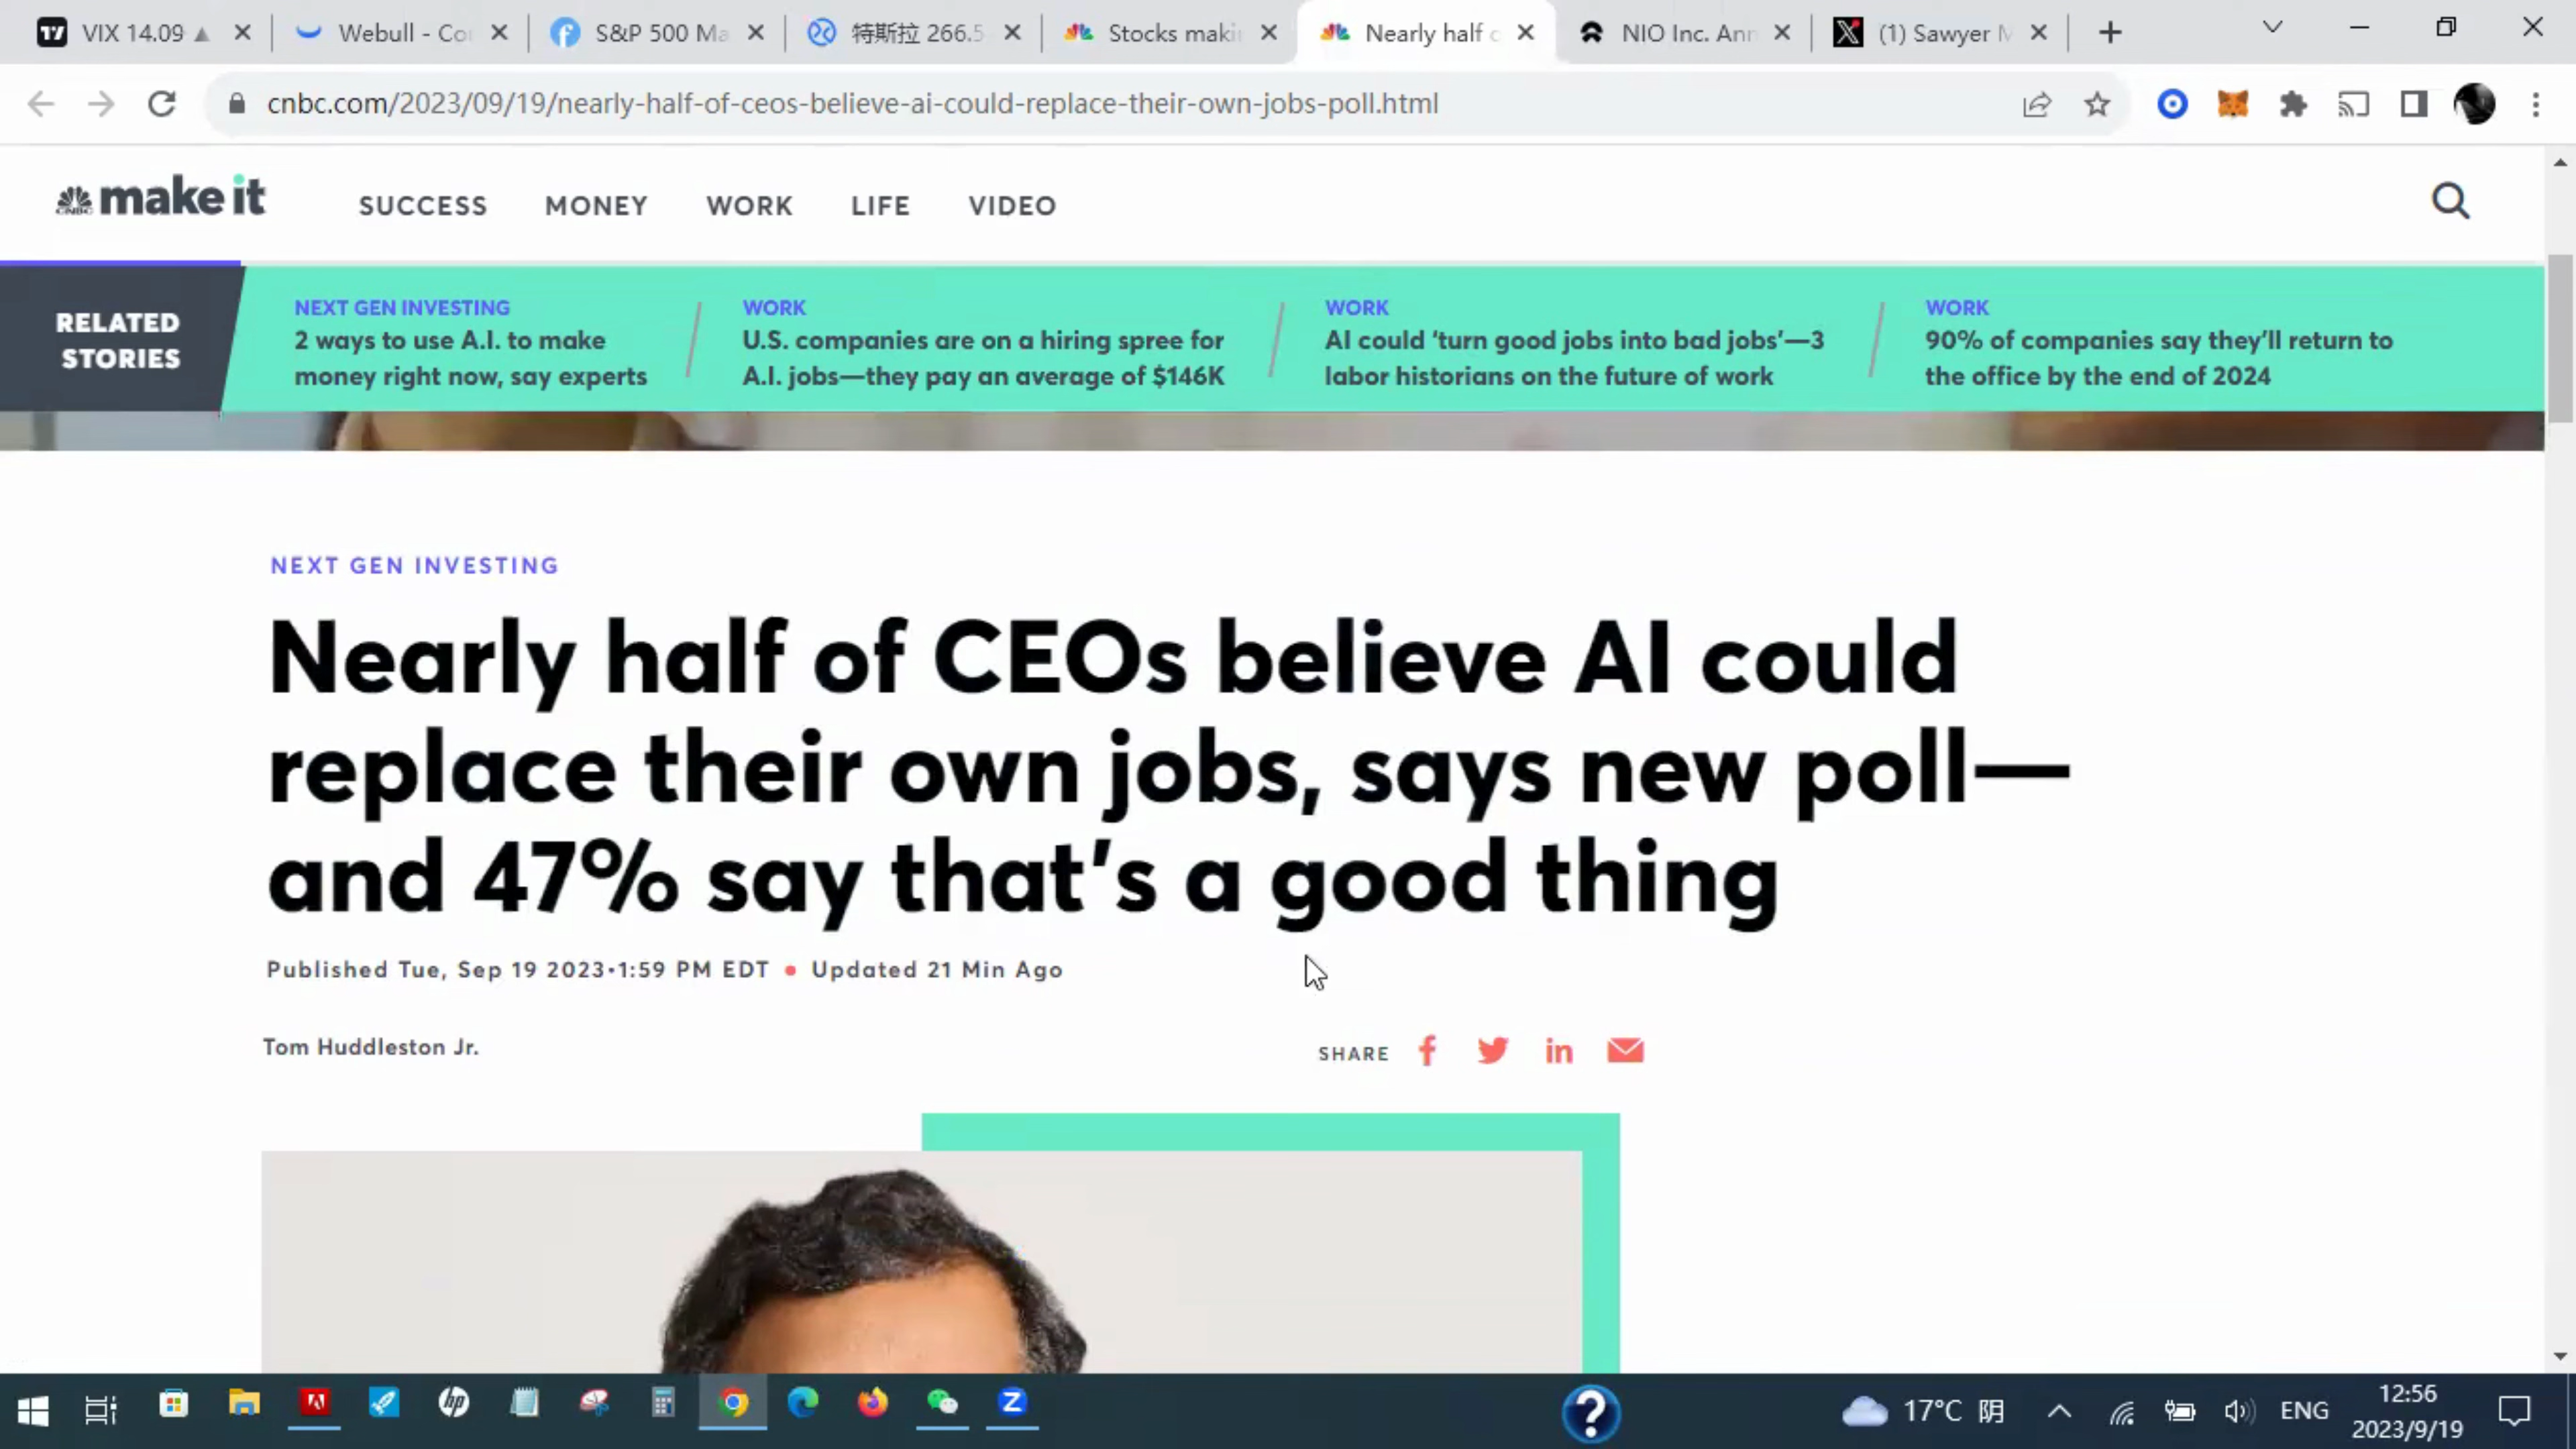 VIX 14.09
Webull - Co
S&P 500 Ma
特斯拉 266.5
Stocks maki
Nearly half o
NIO Inc. Ann
(1) Sawyer M
cnbc.com/2023/09/19/nearly-half-of-ceos-believe-ai-could-replace-their-own-jobs-poll.html
CNBC make it
SUCCESS MONEY WORK LIFE VIDEO
RELATED
STORIES
NEXT GEN INVESTING
2 ways to use A.I. to make
money right now, say experts
WORK
U.S. companies are on a hiring spree for
A.I. jobs—they pay an average of $146K
WORK
AI could ‘turn good jobs into bad jobs’—3
labor historians on the future of work
WORK
90% of companies say they’ll return to
the office by the end of 2024
NEXT GEN INVESTING
Nearly half of CEOs believe AI could
replace their own jobs, says new poll—
and 47% say that’s a good thing
Published Tue, Sep 19 2023•1:59 PM EDT • Updated 21 Min Ago
Tom Huddleston Jr.
SHARE
17°C 阴
ENG
12:56
2023/9/19